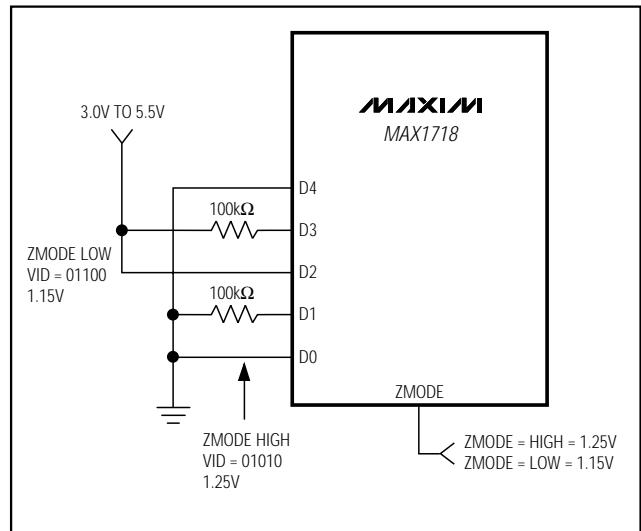 MAXIM
MAX1718
3.0V TO 5.5V
D4
100kΩ
D3
ZMODE LOW
VID = 01100
1.15V
D2
100kΩ
D1
D0
ZMODE
ZMODE HIGH
VID = 01010
1.25V
ZMODE = HIGH = 1.25V
ZMODE = LOW = 1.15V